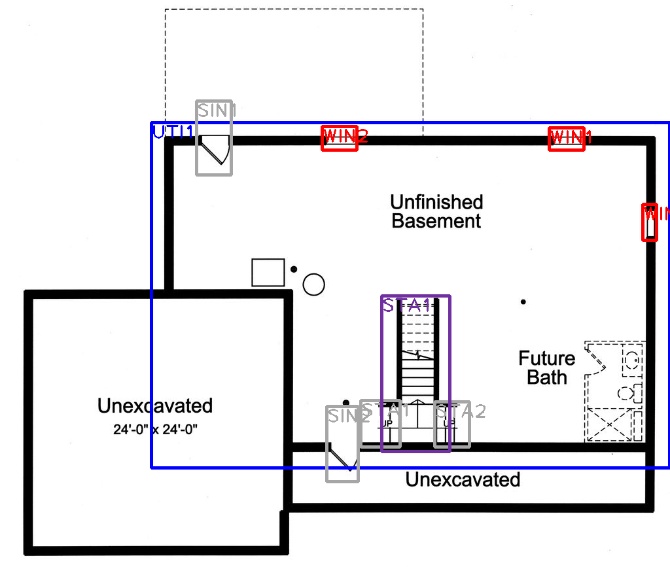 SIN1
UTI1
WIN2
WIN1
WIN
Unfinished
Basement
STA1
Future
Bath
Unexcavated
24'-0" x 24'-0"
SIN2
STA1
STA2
UP
UP
Unexcavated